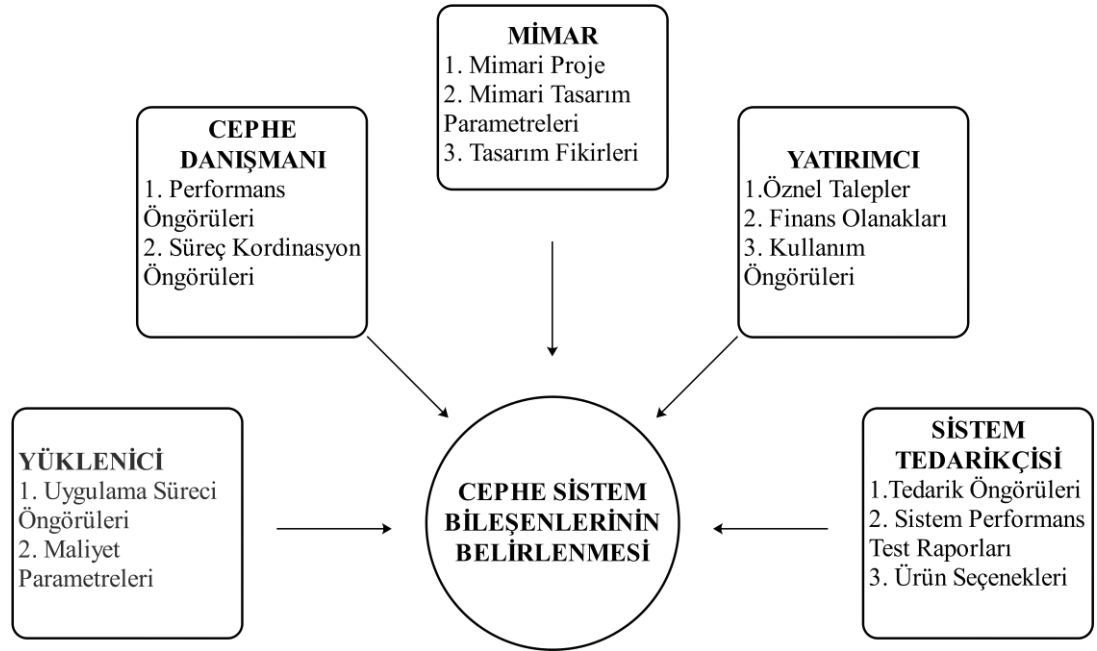 MİMAR
1. Mimari Proje
2. Mimari Tasarım
Parametreleri
3. Tasarım Fikirleri
CEPHE
DANIŞMANI
1. Performans
Öngörüleri
2. Süreç Kordinasyon
Öngörüleri
YATIRIMCI
1.Öznel Talepler
2. Finans Olanakları
3. Kullanım
Öngörüleri
YÜKLENİCİ
1. Uygulama Süreci
Öngörüleri
2. Maliyet
Parametreleri
CEPHE SİSTEM
BİLEŞENLERİNİN
BELİRLENMESİ
SİSTEM
TEDARİKÇİSİ
1.Tedarik Öngörüleri
2. Sistem Performans
Test Raporları
3. Ürün Seçenekleri